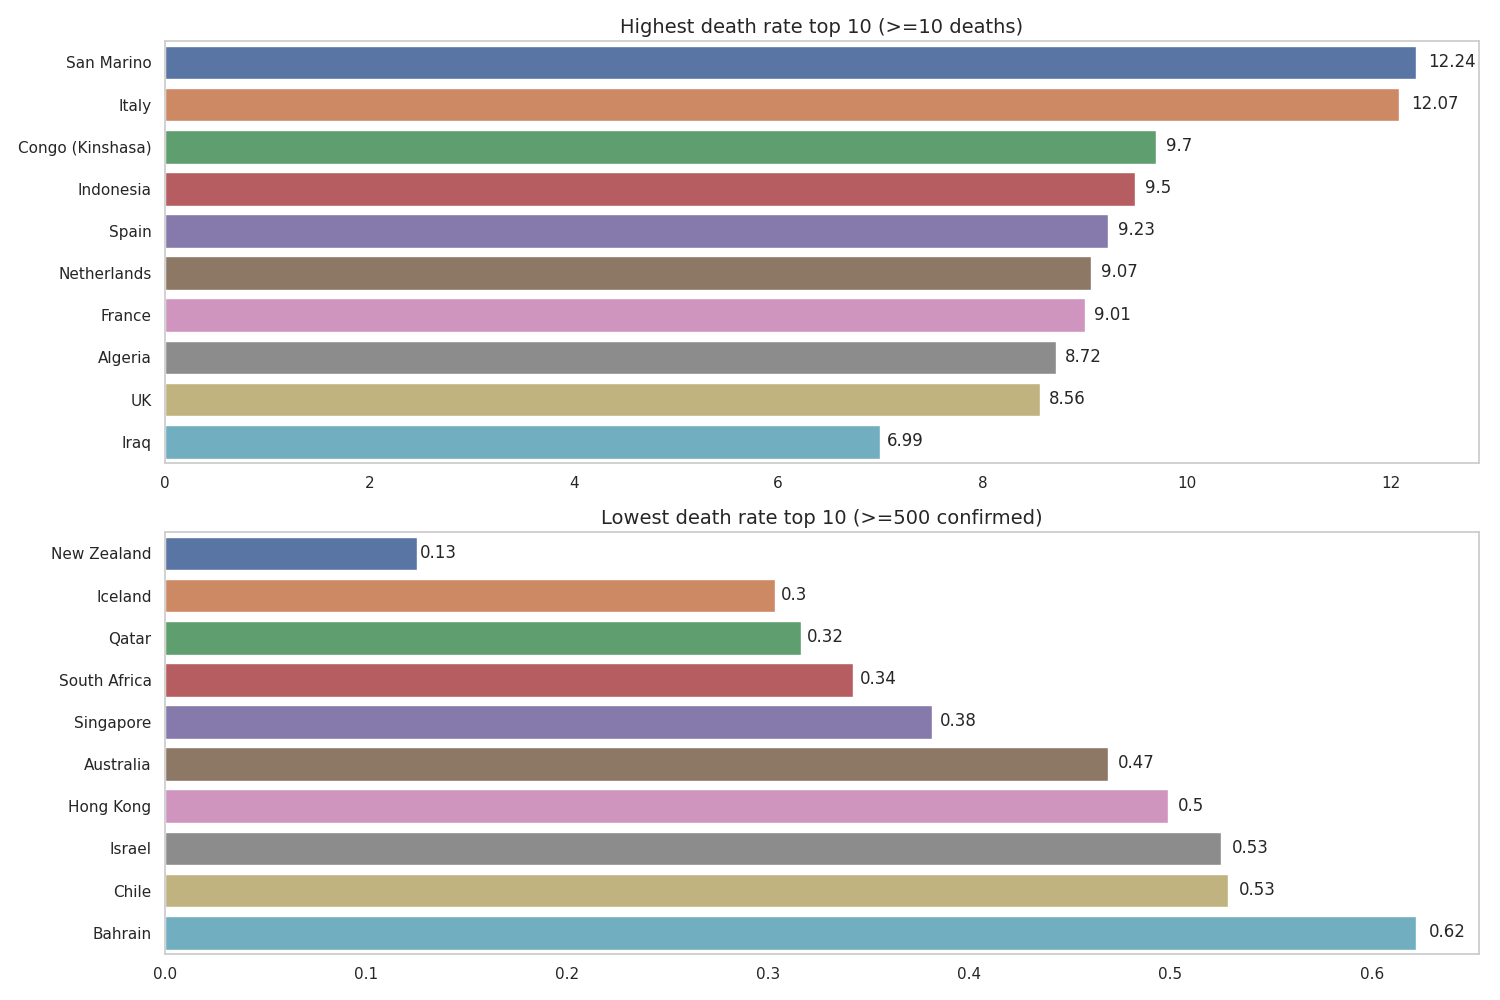 Highest death rate top 10 (>=10 deaths)
San Marino 12.24
Italy 12.07
Congo (Kinshasa) 9.7
Indonesia 9.5
Spain 9.23
Netherlands 9.07
France 9.01
Algeria 8.72
UK 8.56
Iraq 6.99
0 2 4 6 8 10 12
Lowest death rate top 10 (>=500 confirmed)
New Zealand 0.13
Iceland 0.3
Qatar 0.32
South Africa 0.34
Singapore 0.38
Australia 0.47
Hong Kong 0.5
Israel 0.53
Chile 0.53
Bahrain 0.62
0.0 0.1 0.2 0.3 0.4 0.5 0.6